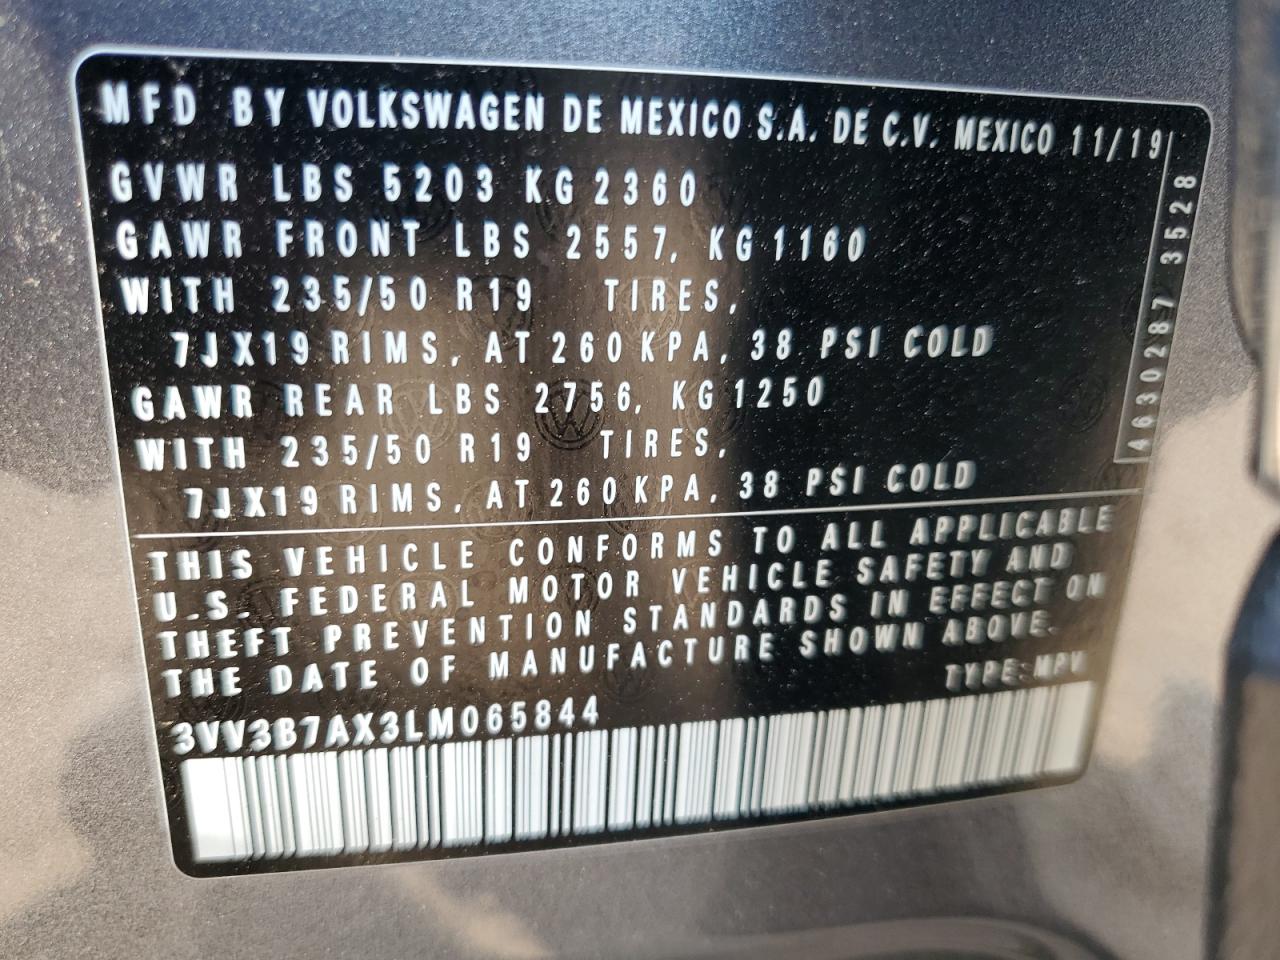 MFD BY VOLKSWAGEN DE MEXICO S.A. DE C.V. MEXICO 11/19
GVWR LBS 5203 KG 2360
GAWR FRONT LBS 2557, KG 1160
WITH 235/50 R19 TIRES,
7JX19 RIMS, AT 260 KPA, 38 PSI COLD
GAWR REAR LBS 2756, KG 1250
WITH 235/50 R19 TIRES,
7JX19 RIMS, AT 260 KPA, 38 PSI COLD
THIS VEHICLE CONFORMS TO ALL APPLICABLE
U.S. FEDERAL MOTOR VEHICLE SAFETY AND
THEFT PREVENTION STANDARDS IN EFFECT ON
THE DATE OF MANUFACTURE SHOWN ABOVE.
TYPE: MPV
3VV3B7AX3LM065844
4630287 3528